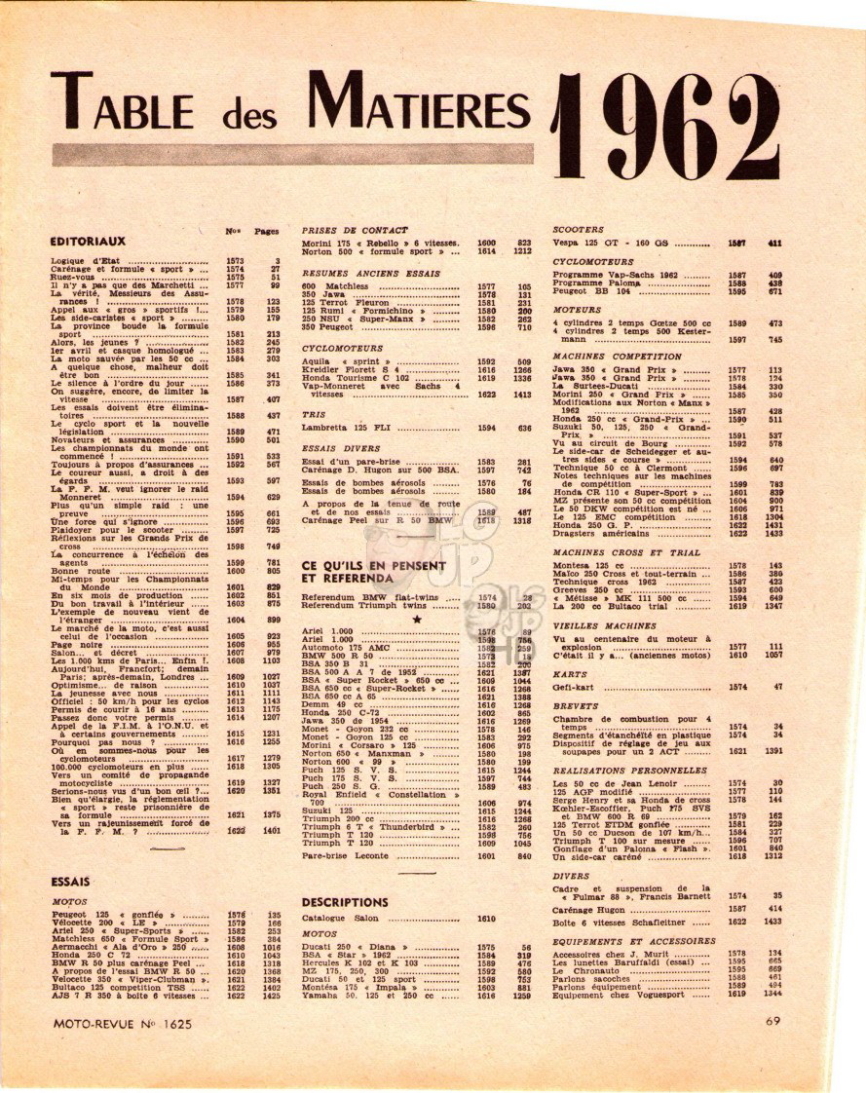 TABLE des MATIERES 1962
Nos Pages
EDITORIAUX
Logique d'Etat 1573 3
Carénage et formule « sport » ... 1574 27
Ruez-vous 1575 51
Il n'y a pas que des Marchetti ... 1577 99
La vérité, Messieurs des Assu-
rances ! 1578 123
Appel aux « gros » sportifs !... 1579 155
Les side-caristes « sport » 1580 179
La province boude la formule
sport 1581 213
Alors, les jeunes ? 1582 245
1er avril et casque homologué ... 1583 279
La moto sauvée par les 50 cc ... 1584 303
A quelque chose, malheur doit
être bon 1585 341
Le silence à l'ordre du jour ... 1586 373
On suggère, encore, de limiter la
vitesse 1587 407
Les essais doivent être élimina-
toires 1588 437
Le cyclo sport et la nouvelle
législation 1589 471
Novateurs et assurances 1590 501
Les championnats du monde ont
commencé ! 1591 533
Toujours à propos d'assurances ... 1592 567
Le coureur aussi, a droit à des
égards 1593 597
La F. F. M. veut ignorer le raid
Monneret 1594 629
Plus qu'un simple raid : une
preuve 1595 661
Une force qui s'ignore 1596 693
Plaidoyer pour le scooter 1597 725
Réflexions sur les Grands Prix de
cross 1598 749
La concurrence à l'échelon des
agents 1599 781
Bonne route 1600 805
Mi-temps pour les Championnats
du Monde 1601 829
En six mois de production 1602 851
Du bon travail à l'intérieur 1603 875
L'exemple de nouveau vient de
l'étranger 1604 899
Le marché de la moto, c'est aussi
celui de l'occasion 1605 923
Page noire 1606 955
Salon... et décret 1607 979
Les 1.000 kms de Paris... Enfin !. 1608 1103
Aujourd'hui, Francfort; demain
Paris; après-demain, Londres ... 1609 1027
Optimisme... de raison 1610 1037
La jeunesse avec nous 1611 1111
Officiel : 50 km/h pour les cyclos 1612 1143
Permis de courir à 16 ans 1613 1175
Passez donc votre permis 1614 1207
Appel de la F.I.M. à l'O.N.U. et
à certains gouvernements 1615 1231
Pourquoi pas nous ? 1616 1255
Où en sommes-nous pour les
cyclomoteurs 1617 1279
100.000 cyclomoteurs en plus 1618 1305
Vers un comité de propagande
motocycliste 1619 1327
Serions-nous vus d'un bon œil ?... 1620 1351
Bien qu'élargie, la réglementation
« sport » reste prisonnière de
sa formule 1621 1375
Vers un rajeunissement forcé de
la F. F. M. ? 1622 1401
ESSAIS
MOTOS
Peugeot 125 « gonflée » 1578 135
Vélocette 200 « LE » 1579 166
Ariel 250 « Super-Sports » 1582 253
Matchless 650 « Formule Sport » 1586 384
Aermacchi « Ala d'Oro » 250 1608 1016
Honda 250 C 72 1610 1043
BMW R 50 plus carénage Peel 1618 1318
A propos de l'essai BMW R 50 ... 1620 1368
Velocette 350 « Viper-Clubman ». 1621 1384
Bultaco 125 compétition TSS 1622 1402
AJS 7 R 350 à boîte 6 vitesses ... 1622 1425
PRISES DE CONTACT
Morini 175 « Rebello » 6 vitesses. 1600 823
Norton 500 « formule sport » ... 1614 1212
RESUMES ANCIENS ESSAIS
600 Matchless 1577 105
350 Jawa 1578 131
125 Terrot Fleuron 1581 231
125 Rumi « Formichino » 1580 200
250 NSU « Super-Manx » 1582 262
350 Peugeot 1596 710
CYCLOMOTEURS
Aquila « sprint » 1592 509
Kreidler Florett S 4 1616 1266
Honda Tourisme C 102 1619 1336
Vap-Monneret avec Sachs 4
vitesses 1622 1413
TRIS
Lambretta 125 FLI 1594 636
ESSAIS DIVERS
Essai d'un pare-brise 1583 281
Carénage D. Hugon sur 500 BSA. 1597 742
Essais de bombes aérosols 1576 76
Essais de bombes aérosols 1580 184
A propos de la tenue de route
et de nos essais 1589 487
Carénage Peel sur R 50 BMW 1618 1318
CE QU'ILS EN PENSENT
ET REFERENDA
Referendum BMW flat-twins 1574 28
Referendum Triumph twins 1580 202
★
Ariel 1.000 1576 89
Ariel 1.000 1598 756
Automoto 175 AMC 1582 259
BMW 500 R 50 1573 15
BSA 350 B 31 1582 200
BSA 500 A A 7 de 1952 1621 1387
BSA « Super Rocket » 650 cc ... 1609 1044
BSA 650 cc « Super-Rocket » 1616 1268
BSA 650 cc A 65 1621 1388
Demm 49 cc 1616 1268
Honda 250 C-72 1602 865
Jawa 350 de 1954 1616 1269
Monet - Goyon 232 cc 1578 146
Monet - Goyon 125 cc 1583 292
Morini « Corsaro » 125 1606 975
Norton 650 « Manxman » 1580 198
Norton 600 « 99 » 1580 199
Puch 125 S. V. S. 1615 1244
Puch 175 S. V. S. 1597 744
Puch 250 S. G. 1589 483
Royal Enfield « Constellation »
700 1606 974
Suzuki 125 1615 1244
Triumph 200 cc 1616 1268
Triumph 6 T « Thunderbird » ... 1582 260
Triumph T 120 1598 756
Triumph T 120 1609 1045
Pare-brise Leconte 1601 840
DESCRIPTIONS
Catalogue Salon 1610
MOTOS
Ducati 250 « Diana » 1575 56
BSA « Star » 1962 1584 319
Hercules K 102 et K 103 1589 476
MZ 175, 250, 300 1592 580
Ducati 50 et 125 sport 1598 753
Montésa 175 « Impala » 1603 881
Yamaha 50, 125 et 250 cc 1616 1259
SCOOTERS
Vespa 125 GT - 160 GS 1587 411
CYCLOMOTEURS
Programme Vap-Sachs 1962 1587 409
Programme Paloma 1588 438
Peugeot BB 104 1595 671
MOTEURS
4 cylindres 2 temps Gœtze 500 cc 1589 473
4 cylindres 2 temps 500 Kester-
mann 1597 745
MACHINES COMPETITION
Jawa 350 « Grand Prix » 1577 113
Jawa 350 « Grand Prix » 1578 124
La Surtees-Ducati 1584 330
Morini 250 « Grand Prix » 1585 350
Modifications aux Norton « Manx »
1962 1587 428
Honda 250 cc « Grand-Prix » ... 1590 511
Suzuki 50, 125, 250 « Grand-
Prix » 1591 537
Vu au circuit de Bourg 1592 578
Le side-car de Scheidegger et au-
tres sides « course » 1594 640
Technique 50 cc à Clermont 1596 697
Notes techniques sur les machines
de compétition 1599 783
Honda CR 110 « Super-Sport » ... 1601 839
MZ présente son 50 cc compétition 1604 900
Le 50 DKW compétition est né ... 1606 971
Le 125 EMC compétition 1618 1304
Honda 250 G. P. 1622 1431
Dragsters américains 1622 1433
MACHINES CROSS ET TRIAL
Montesa 125 cc 1578 143
Malco 250 Cross et tout-terrain ... 1586 380
Technique cross 1962 1587 423
Greeves 250 cc 1593 600
« Métisse » MK 111 500 cc 1594 649
La 200 cc Bultaco trial 1619 1347
VIEILLES MACHINES
Vu au centenaire du moteur à
explosion 1577 111
C'était il y a... (anciennes motos) 1610 1057
KARTS
Gefi-kart 1574 47
BREVETS
Chambre de combustion pour 4
temps 1574 34
Segments d'étanchéité en plastique 1574 34
Dispositif de réglage de jeu aux
soupapes pour un 2 ACT 1621 1391
REALISATIONS PERSONNELLES
Les 50 cc de Jean Lenoir 1574 30
125 AGP modifié 1577 110
Serge Henry et sa Honda de cross 1578 144
Kœhler-Escoffier, Puch 175 SVS
et BMW 600 R 69 1579 162
125 Terrot ETDM gonflée 1581 229
Un 50 cc Ducson de 107 km/h... 1584 327
Triumph T 100 sur mesure 1596 707
Gonflage d'un Paloma « Flash ». 1601 840
Un side-car caréné 1618 1312
DIVERS
Cadre et suspension de la
« Pulmar 88 », Francis Barnett 1574 35
Carénage Hugon 1587 414
Boîte 6 vitesses Schafleitner 1622 1433
EQUIPEMENTS ET ACCESSOIRES
Accessoires chez J. Murit 1578 134
Les lunettes Baruffaldi (essai) ... 1595 665
Le Chronauto 1595 669
Parlons sacoches 1588 461
Parlons équipement 1589 494
Equipement chez Voguesport 1619 1344
MOTO-REVUE No 1625
69